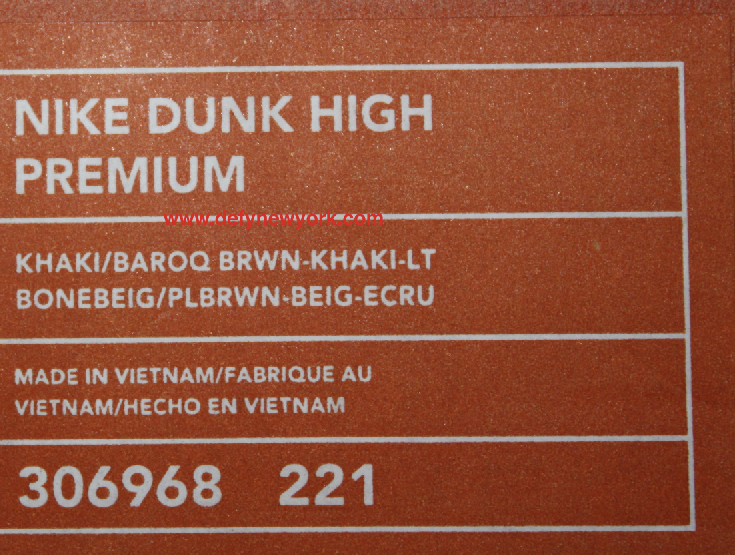 NIKE DUNK HIGH
PREMIUM
www.defynewyork.com
KHAKI/BAROQ BRWN-KHAKI-LT
BONEBEIG/PLBRWN-BEIG-ECRU
MADE IN VIETNAM/FABRIQUE AU
VIETNAM/HECHO EN VIETNAM
306968 221